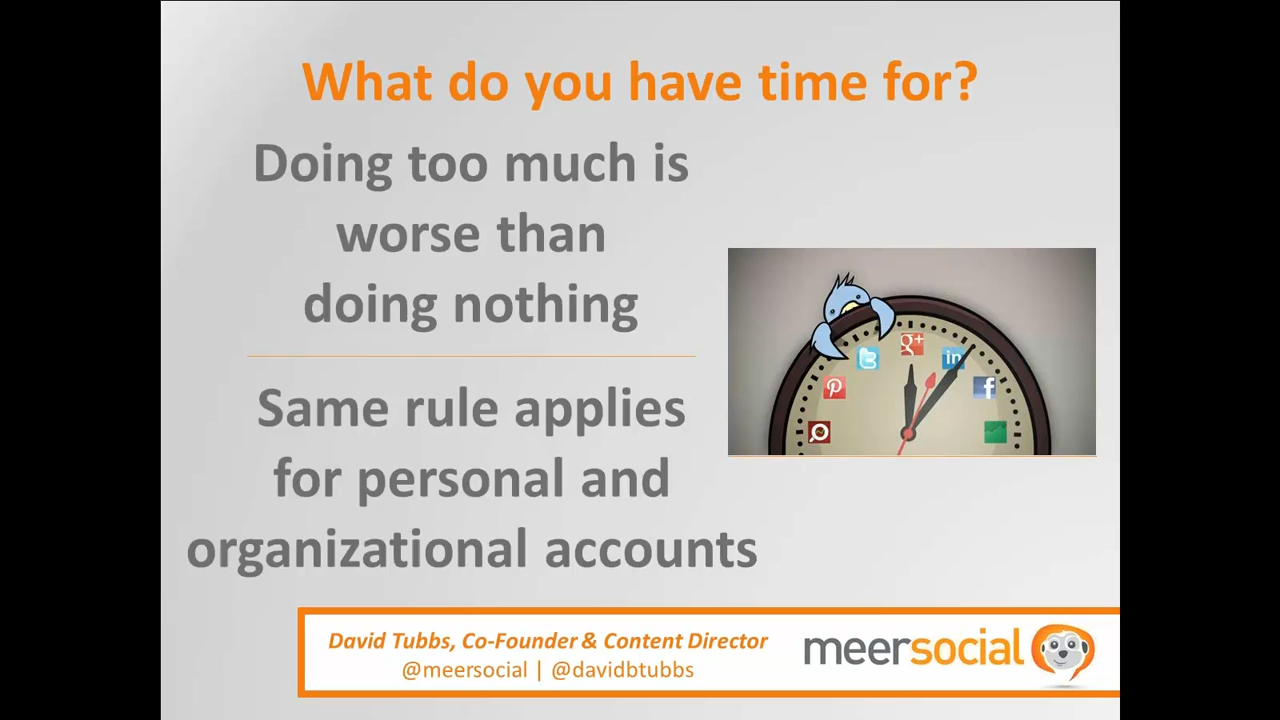 What do you have time for?
Doing too much is
worse than
doing nothing
Same rule applies
for personal and
organizational accounts
g+
in
f
David Tubbs, Co-Founder & Content Director
@meersocial | @davidbtubbs
meersocial